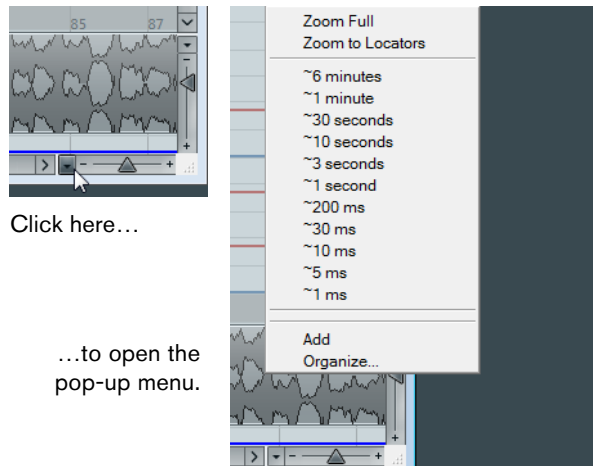 85 87
Click here…
…to open the
pop-up menu.
Zoom Full
Zoom to Locators
~6 minutes
~1 minute
~30 seconds
~10 seconds
~3 seconds
~1 second
~200 ms
~30 ms
~10 ms
~5 ms
~1 ms
Add
Organize...